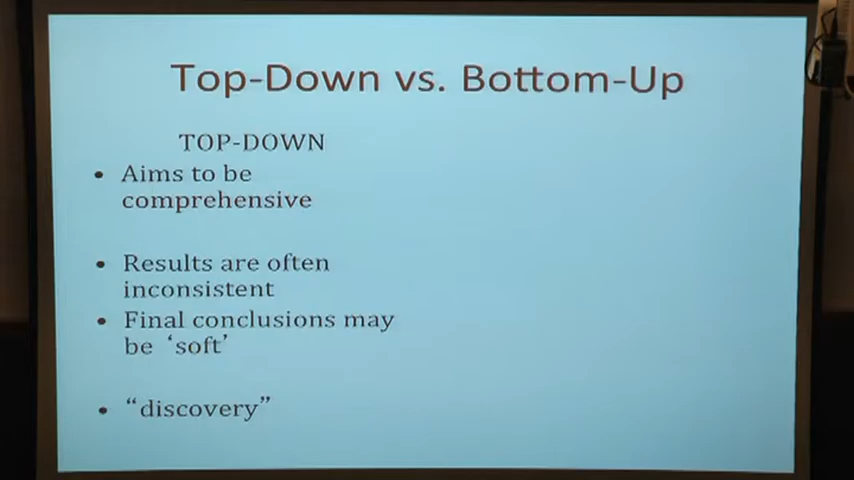 Top-Down vs. Bottom-Up
TOP-DOWN
• Aims to be
comprehensive
• Results are often
inconsistent
• Final conclusions may
be ‘soft’
• “discovery”